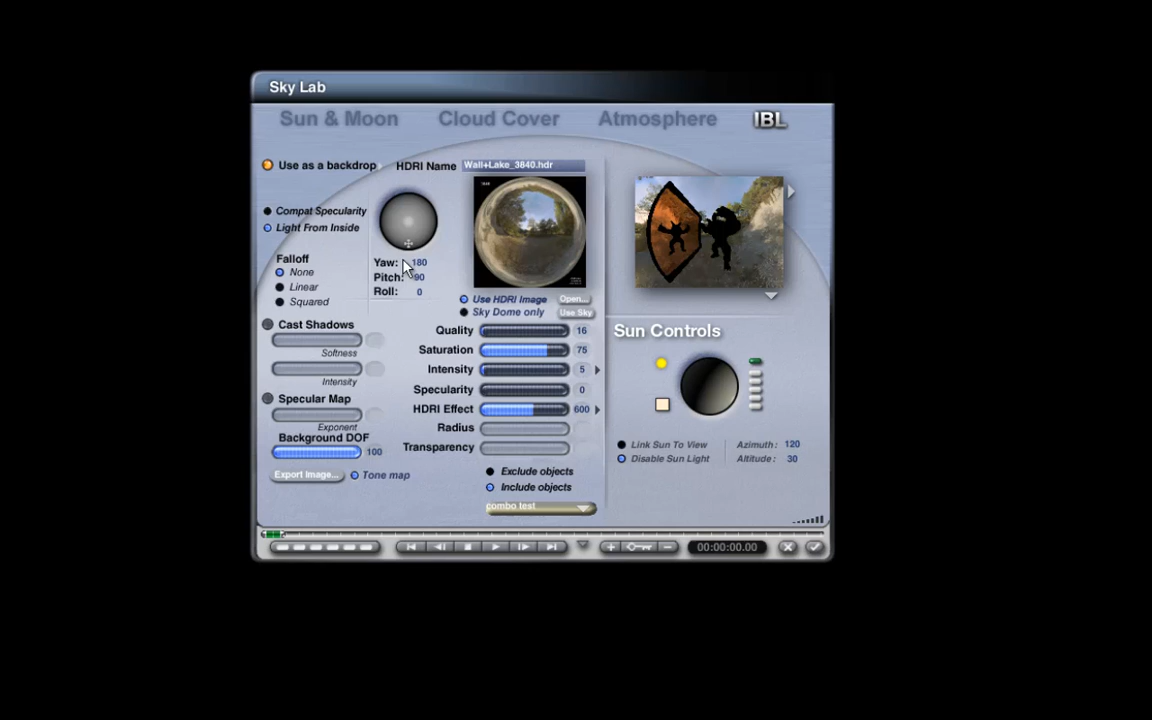 Sky Lab
Sun & Moon Cloud Cover Atmosphere IBL
Use as a backdrop HDRI Name Wall+Lake_3840.hdr
Compat Specularity
Light From Inside
Falloff
None
Linear
Squared
Yaw: 180
Pitch: 90
Roll: 0
Use HDRI Image Open...
Sky Dome only Use Sky
Cast Shadows
Softness
Intensity
Specular Map
Exponent
Background DOF
100
Export Image... Tone map
Quality 16
Saturation 75
Intensity 5
Specularity 0
HDRI Effect 600
Radius
Transparency
Exclude objects
Include objects
combo test
Sun Controls
Link Sun To View Azimuth: 120
Disable Sun Light Altitude: 30
00:00:00.00